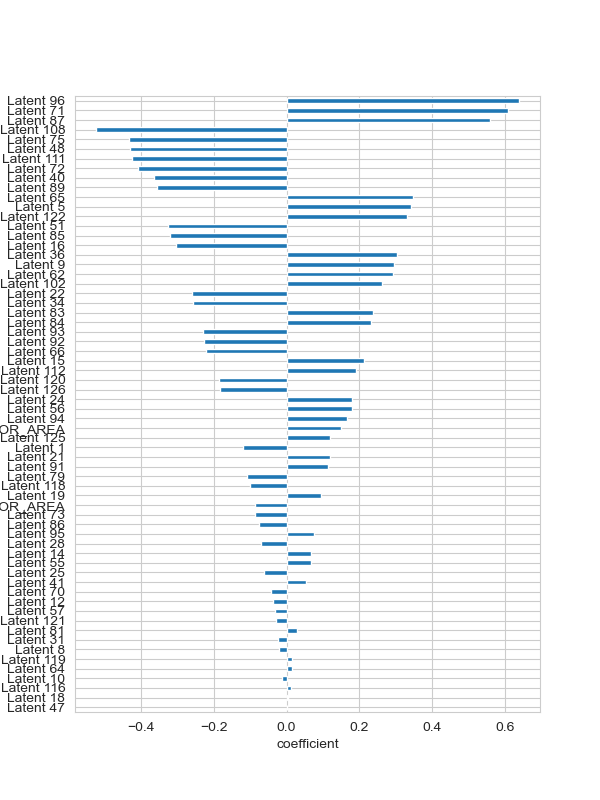 Latent 96
Latent 71
Latent 87
Latent 108
Latent 75
Latent 48
Latent 111
Latent 72
Latent 40
Latent 89
Latent 65
Latent 5
Latent 122
Latent 51
Latent 85
Latent 16
Latent 36
Latent 9
Latent 62
Latent 102
Latent 22
Latent 34
Latent 83
Latent 84
Latent 93
Latent 92
Latent 66
Latent 15
Latent 112
Latent 120
Latent 126
Latent 24
Latent 56
Latent 94
OR_AREA
Latent 125
Latent 1
Latent 21
Latent 91
Latent 79
Latent 118
Latent 19
OR_AREA
Latent 73
Latent 86
Latent 95
Latent 28
Latent 14
Latent 55
Latent 25
Latent 41
Latent 70
Latent 12
Latent 57
Latent 121
Latent 81
Latent 31
Latent 8
Latent 119
Latent 64
Latent 10
Latent 116
Latent 18
Latent 47
−0.4 −0.2 0.0 0.2 0.4 0.6
coefficient